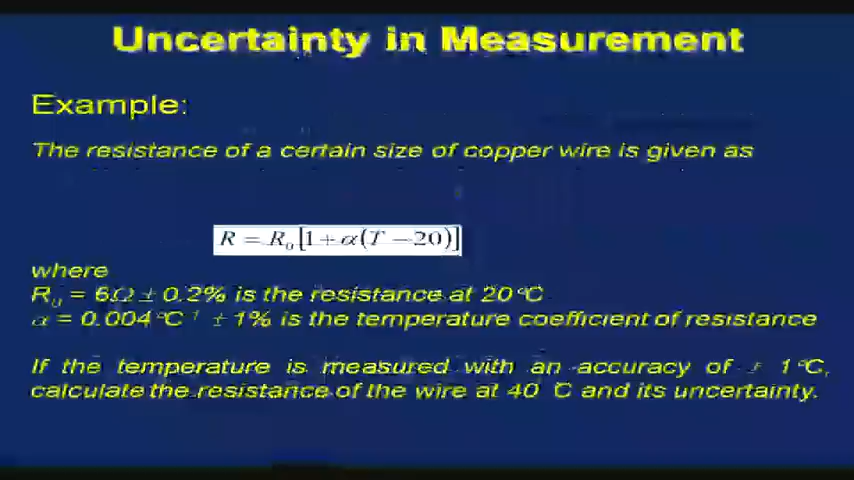 Uncertainty in Measurement
Example:
The resistance of a certain size of copper wire is given as
R = R₀[1+α(T −20)]
where
R₀ = 6Ω ± 0.2% is the resistance at 20°C
α = 0.004°C⁻¹ ± 1% is the temperature coefficient of resistance
If the temperature is measured with an accuracy of ± 1°C,
calculate the resistance of the wire at 40°C and its uncertainty.